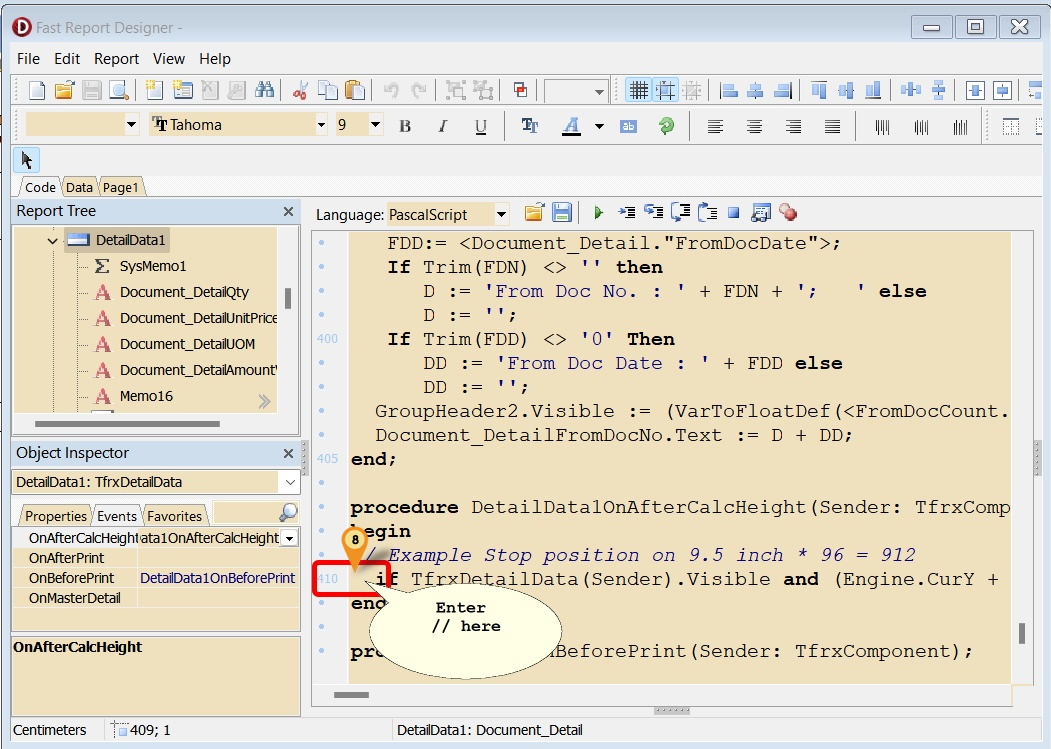 Fast Report Designer -
File Edit Report View Help
Tahoma 9 B I U
Code Data Page1
Report Tree
DetailData1
SysMemo1
Document_DetailQty
Document_DetailUnitPrice
Document_DetailUOM
Document_DetailAmount
Memo16
Object Inspector
DetailData1: TfrxDetailData
Properties Events Favorites
OnAfterCalcHeight ata1OnAfterCalcHeight
OnAfterPrint
OnBeforePrint DetailData1OnBeforePrint
OnMasterDetail
OnAfterCalcHeight
Language: PascalScript
FDD:= <Document_Detail."FromDocDate">;
If Trim(FDN) <> '' then
D := 'From Doc No. : ' + FDN + ';   ' else
D := '';
400 If Trim(FDD) <> '0' Then
DD := 'From Doc Date : ' + FDD else
DD := '';
GroupHeader2.Visible := (VarToFloatDef(<FromDocCount.
Document_DetailFromDocNo.Text := D + DD;
405 end;
procedure DetailData1OnAfterCalcHeight(Sender: TfrxComp
begin
/ Example Stop position on 9.5 inch * 96 = 912
410 if TfrxDetailData(Sender).Visible and (Engine.CurY +
end
pro nBeforePrint(Sender: TfrxComponent);
8
Enter
// here
Centimeters 409; 1 DetailData1: Document_Detail